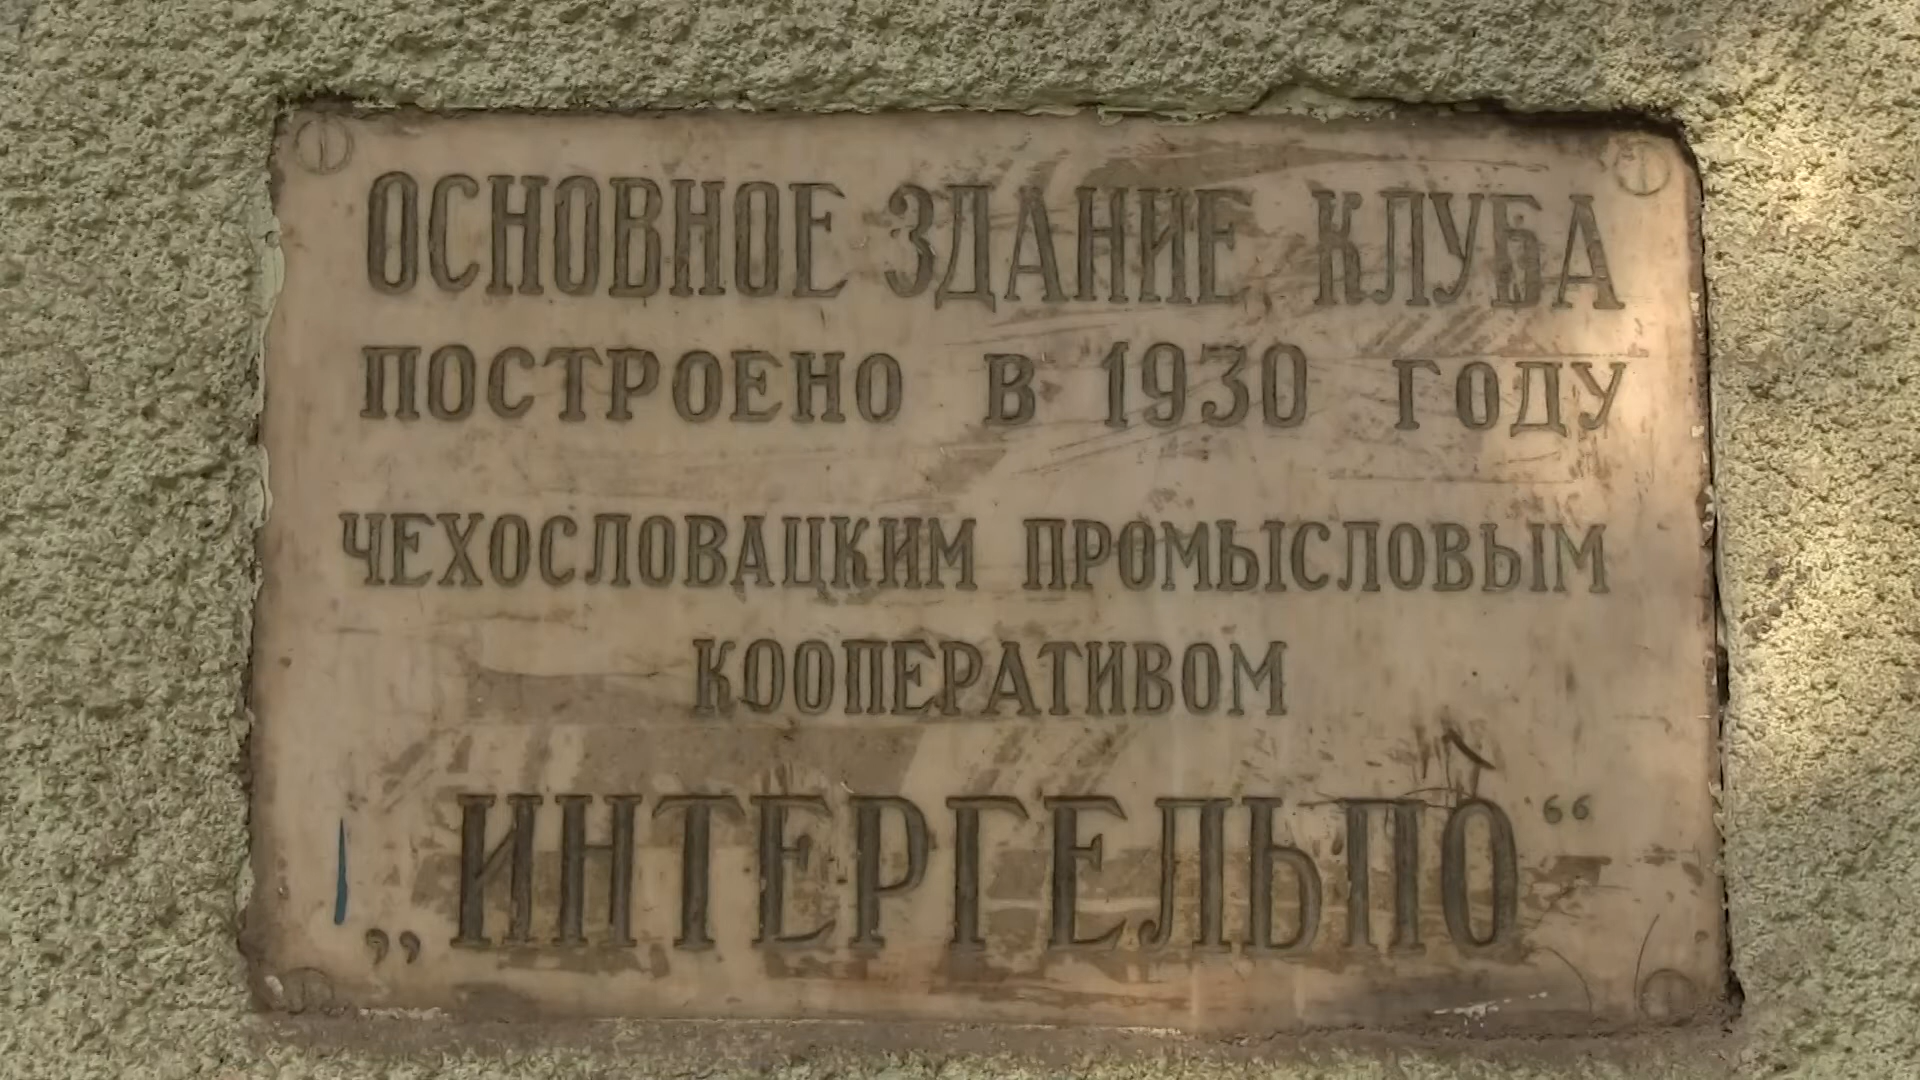 ОСНОВНОЕ ЗДАНИЕ КЛУБА
ПОСТРОЕНО В 1930 ГОДУ
ЧЕХОСЛОВАЦКИМ ПРОМЫСЛОВЫМ
КООПЕРАТИВОМ
„ИНТЕРГЕЛЬПО“